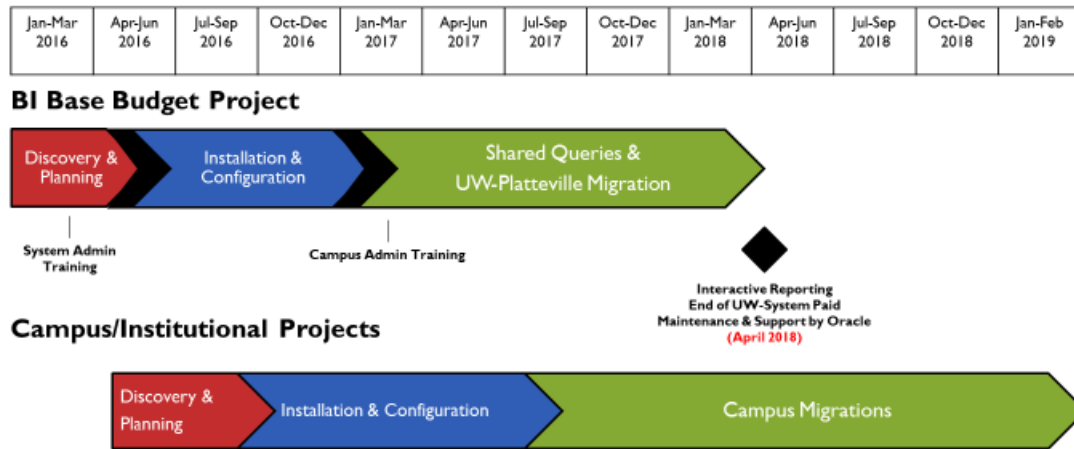 Jan-Mar
2016
Apr-Jun
2016
Jul-Sep
2016
Oct-Dec
2016
Jan-Mar
2017
Apr-Jun
2017
Jul-Sep
2017
Oct-Dec
2017
Jan-Mar
2018
Apr-Jun
2018
Jul-Sep
2018
Oct-Dec
2018
Jan-Feb
2019
BI Base Budget Project
Discovery &
Planning
Installation &
Configuration
Shared Queries &
UW-Platteville Migration
System Admin
Training
Campus Admin Training
Interactive Reporting
End of UW-System Paid
Maintenance & Support by Oracle
(April 2018)
Campus/Institutional Projects
Discovery &
Planning
Installation & Configuration
Campus Migrations